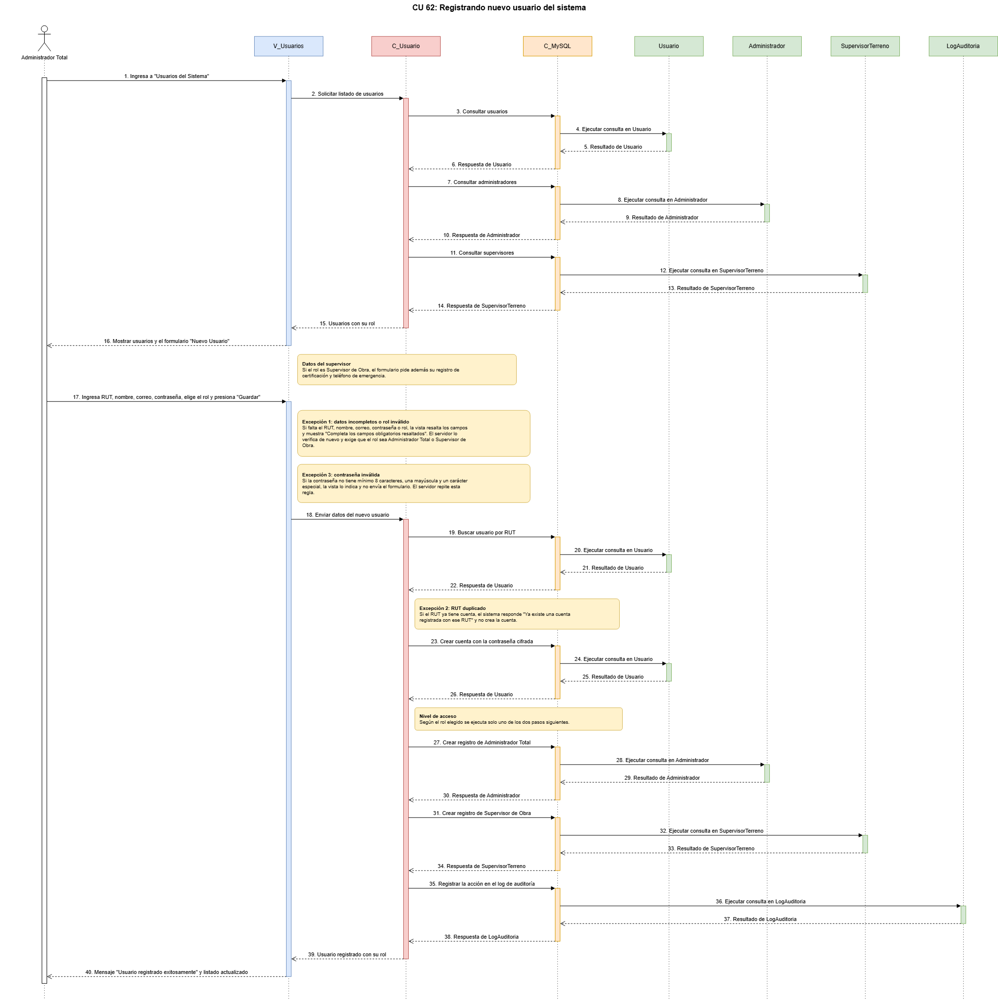 CU 62: Registrando nuevo usuario del sistema
Administrador Total
V_Usuarios
C_Usuario
C_MySQL
Usuario
Administrador
SupervisorTerreno
LogAuditoria
1. Ingresa a "Usuarios del Sistema"
2. Solicitar listado de usuarios
3. Consultar usuarios
4. Ejecutar consulta en Usuario
5. Resultado de Usuario
6. Respuesta de Usuario
7. Consultar administradores
8. Ejecutar consulta en Administrador
9. Resultado de Administrador
10. Respuesta de Administrador
11. Consultar supervisores
12. Ejecutar consulta en SupervisorTerreno
13. Resultado de SupervisorTerreno
14. Respuesta de SupervisorTerreno
15. Usuarios con su rol
16. Mostrar usuarios y el formulario "Nuevo Usuario"
Datos del supervisor
Si el rol es Supervisor de Obra, el formulario pide además su registro de
certificación y teléfono de emergencia.
17. Ingresa RUT, nombre, correo, contraseña, elige el rol y presiona "Guardar"
Excepción 1: datos incompletos o rol inválido
Si falta el RUT, nombre, correo, contraseña o rol, la vista resalta los campos
y muestra "Completa los campos obligatorios resaltados". El servidor lo
verifica de nuevo y exige que el rol sea Administrador Total o Supervisor de
Obra.
Excepción 3: contraseña inválida
Si la contraseña no tiene mínimo 8 caracteres, una mayúscula y un carácter
especial, la vista lo indica y no envía el formulario. El servidor repite esta
regla.
18. Enviar datos del nuevo usuario
19. Buscar usuario por RUT
20. Ejecutar consulta en Usuario
21. Resultado de Usuario
22. Respuesta de Usuario
Excepción 2: RUT duplicado
Si el RUT ya tiene cuenta, el sistema responde "Ya existe una cuenta
registrada con ese RUT" y no crea la cuenta.
23. Crear cuenta con la contraseña cifrada
24. Ejecutar consulta en Usuario
25. Resultado de Usuario
26. Respuesta de Usuario
Nivel de acceso
Según el rol elegido se ejecuta solo uno de los dos pasos siguientes.
27. Crear registro de Administrador Total
28. Ejecutar consulta en Administrador
29. Resultado de Administrador
30. Respuesta de Administrador
31. Crear registro de Supervisor de Obra
32. Ejecutar consulta en SupervisorTerreno
33. Resultado de SupervisorTerreno
34. Respuesta de SupervisorTerreno
35. Registrar la acción en el log de auditoría
36. Ejecutar consulta en LogAuditoria
37. Resultado de LogAuditoria
38. Respuesta de LogAuditoria
39. Usuario registrado con su rol
40. Mensaje "Usuario registrado exitosamente" y listado actualizado